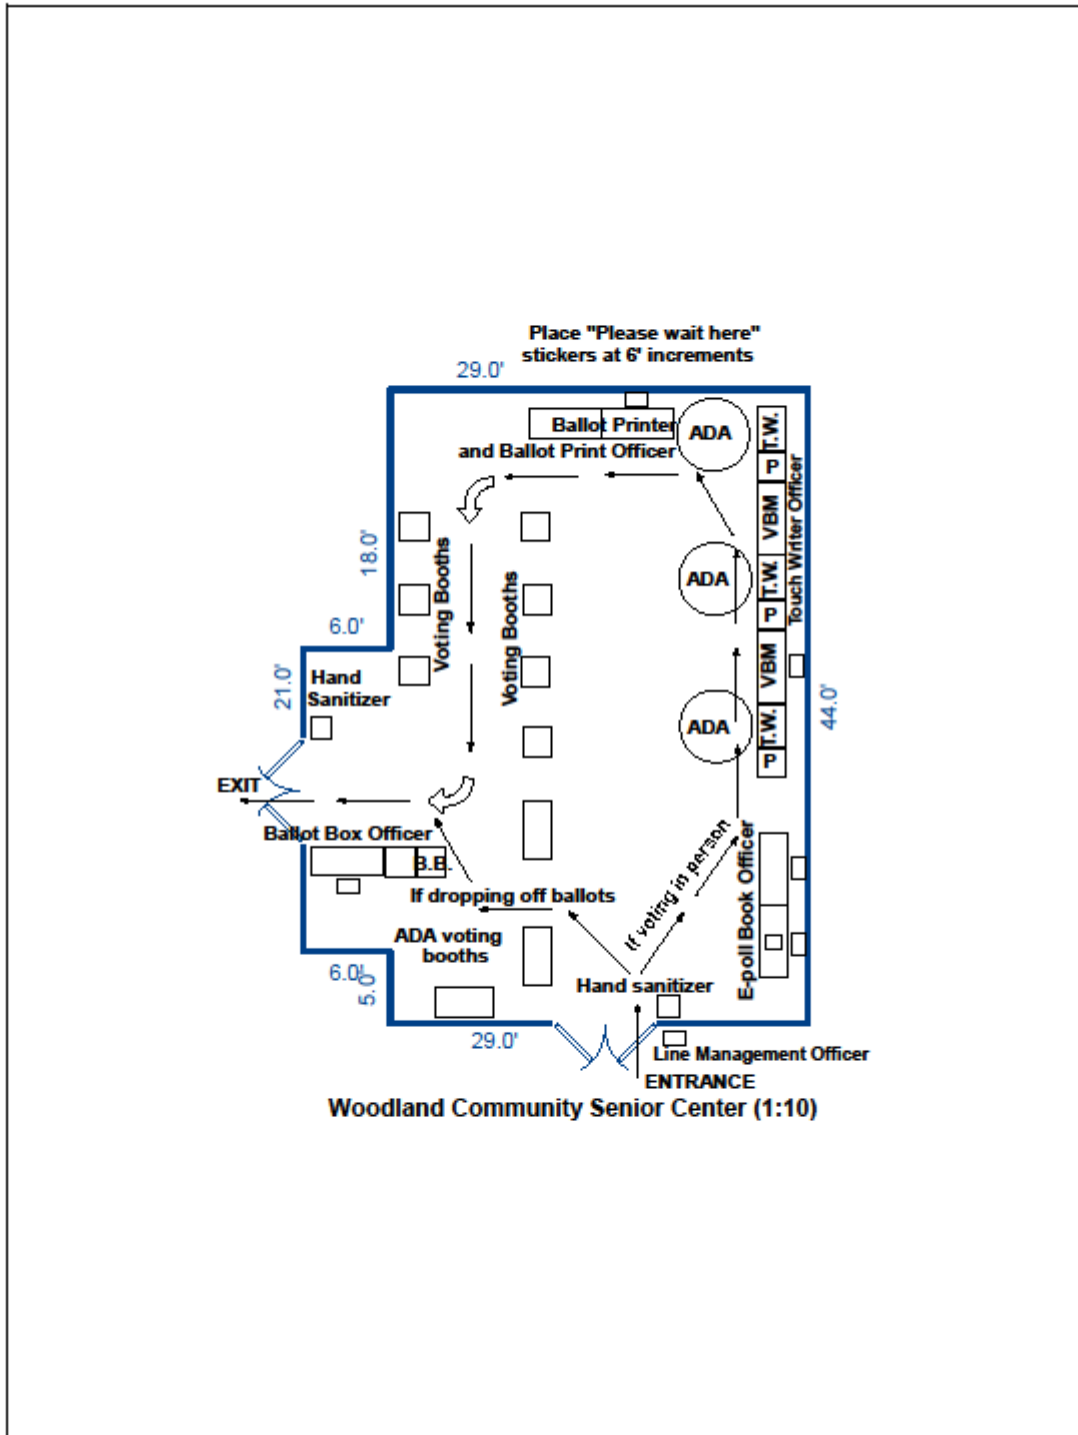 Place "Please wait here"
stickers at 6' increments
29.0'
Ballot Printer
and Ballot Print Officer
ADA
T.W.
P
VBM
T.W.
P
VBM
T.W.
P
Touch Writer Officer
ADA
ADA
18.0'
Voting Booths
Voting Booths
6.0'
21.0'
Hand
Sanitizer
44.0'
EXIT
Ballot Box Officer
B.B.
If dropping off ballots
If voting in person
E-poll Book Officer
ADA voting
booths
6.0'
5.0'
Hand sanitizer
29.0'
Line Management Officer
ENTRANCE
Woodland Community Senior Center (1:10)